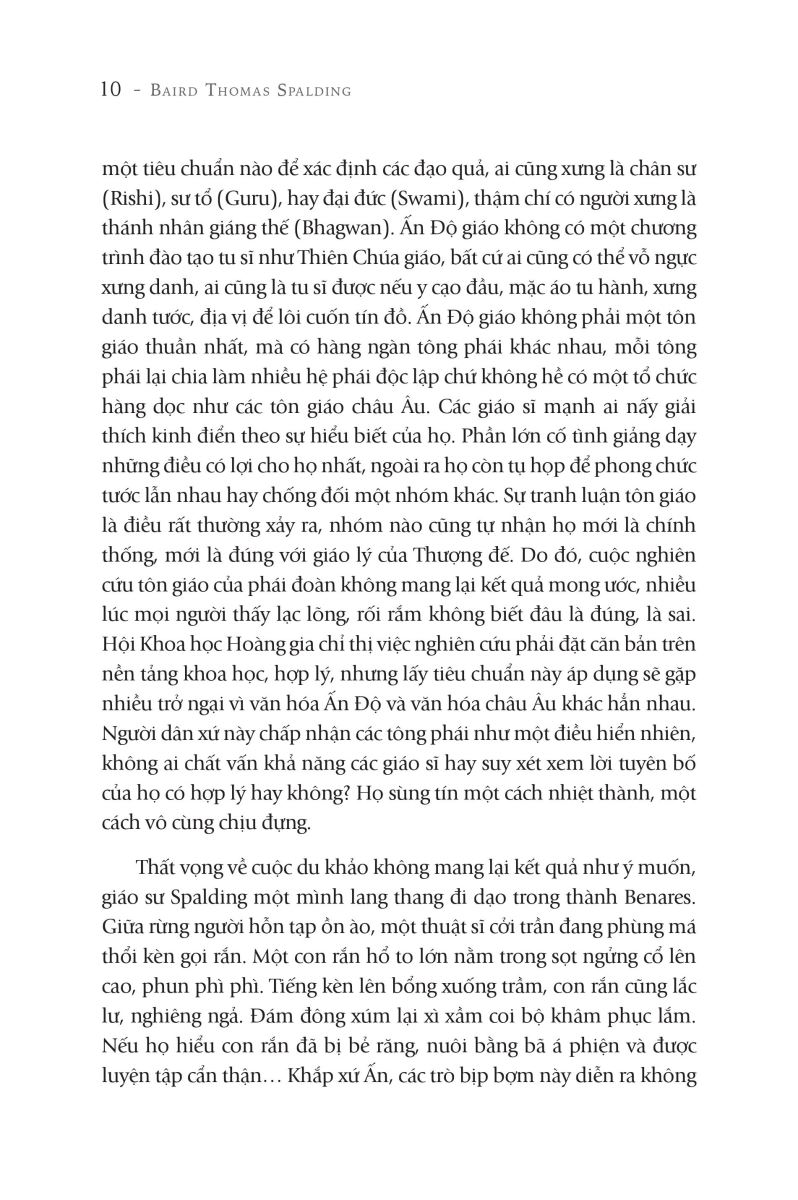 10 – Baird Thomas Spalding
một tiêu chuẩn nào để xác định các đạo quả, ai cũng xưng là chân sư
(Rishi), sư tổ (Guru), hay đại đức (Swami), thậm chí có người xưng là
thánh nhân giáng thế (Bhagwan). Ấn Độ giáo không có một chương
trình đào tạo tu sĩ như Thiên Chúa giáo, bất cứ ai cũng có thể vỗ ngực
xưng danh, ai cũng là tu sĩ được nếu y cạo đầu, mặc áo tu hành, xưng
danh tước, địa vị để lôi cuốn tín đồ. Ấn Độ giáo không phải một tôn
giáo thuần nhất, mà có hàng ngàn tông phái khác nhau, mỗi tông
phái lại chia làm nhiều hệ phái độc lập chứ không hề có một tổ chức
hàng dọc như các tôn giáo châu Âu. Các giáo sĩ mạnh ai nấy giải
thích kinh điển theo sự hiểu biết của họ. Phần lớn cố tình giảng dạy
những điều có lợi cho họ nhất, ngoài ra họ còn tụ họp để phong chức
tước lẫn nhau hay chống đối một nhóm khác. Sự tranh luận tôn giáo
là điều rất thường xảy ra, nhóm nào cũng tự nhận họ mới là chính
thống, mới là đúng với giáo lý của Thượng đế. Do đó, cuộc nghiên
cứu tôn giáo của phái đoàn không mang lại kết quả mong ước, nhiều
lúc mọi người thấy lạc lõng, rối rắm không biết đâu là đúng, là sai.
Hội Khoa học Hoàng gia chỉ thị việc nghiên cứu phải đặt căn bản trên
nền tảng khoa học, hợp lý, nhưng lấy tiêu chuẩn này áp dụng sẽ gặp
nhiều trở ngại vì văn hóa Ấn Độ và văn hóa châu Âu khác hẳn nhau.
Người dân xứ này chấp nhận các tông phái như một điều hiển nhiên,
không ai chất vấn khả năng các giáo sĩ hay suy xét xem lời tuyên bố
của họ có hợp lý hay không? Họ sùng tín một cách nhiệt thành, một
cách vô cùng chịu đựng.
Thất vọng về cuộc du khảo không mang lại kết quả như ý muốn,
giáo sư Spalding một mình lang thang đi dạo trong thành Benares.
Giữa rừng người hỗn tạp ồn ào, một thuật sĩ cởi trần đang phùng má
thổi kèn gọi rắn. Một con rắn hổ to lớn nằm trong sọt ngửng cổ lên
cao, phun phì phì. Tiếng kèn lên bổng xuống trầm, con rắn cũng lắc
lư, nghiêng ngả. Đám đông xúm lại xì xầm coi bộ khâm phục lắm.
Nếu họ hiểu con rắn đã bị bẻ răng, nuôi bằng bã á phiện và được
luyện tập cẩn thận… Khắp xứ Ấn, các trò bịp bợm này diễn ra không